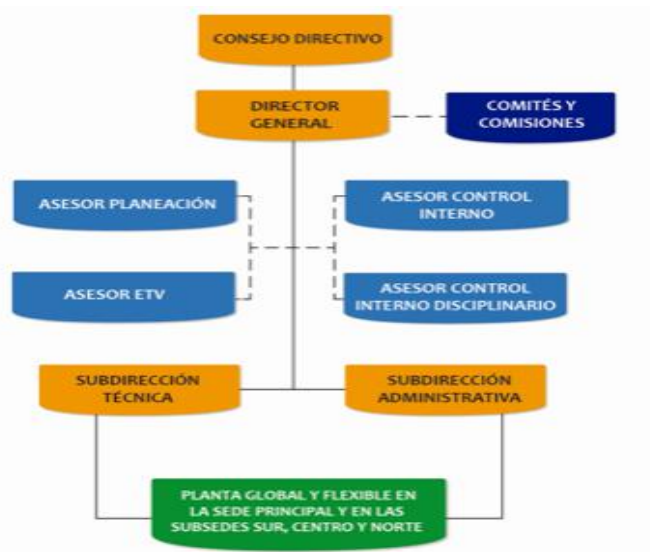 CONSEJO DIRECTIVO
DIRECTOR
GENERAL
COMITÉS Y
COMISIONES
ASESOR PLANEACIÓN
ASESOR CONTROL
INTERNO
ASESOR ETV
ASESOR CONTROL
INTERNO DISCIPLINARIO
SUBDIRECCIÓN
TÉCNICA
SUBDIRECCIÓN
ADMINISTRATIVA
PLANTA GLOBAL Y FLEXIBLE EN
LA SEDE PRINCIPAL Y EN LAS
SUBSEDES SUR, CENTRO Y NORTE